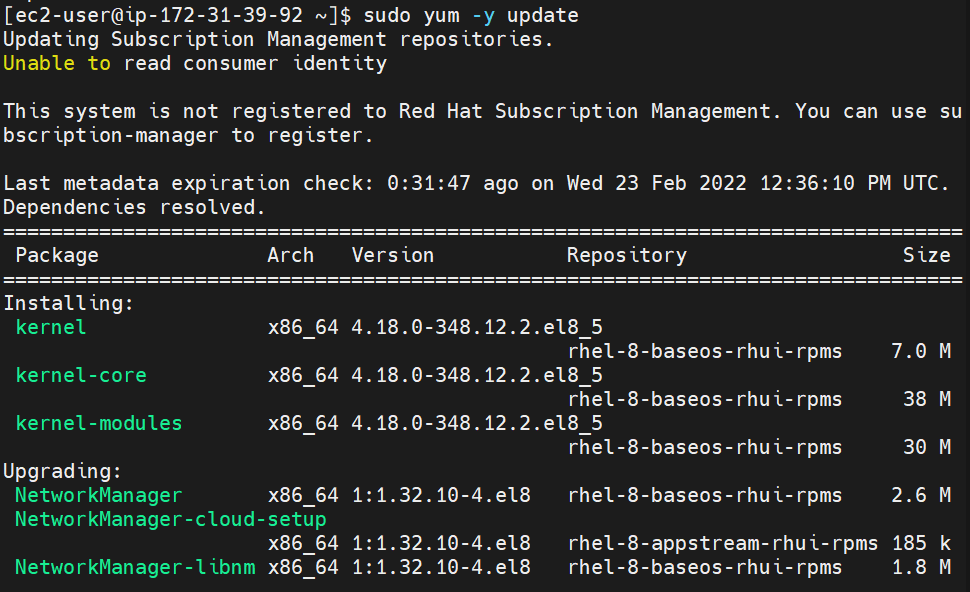 [ec2-user@ip-172-31-39-92 ~]$ sudo yum -y update
Updating Subscription Management repositories.
Unable to read consumer identity
This system is not registered to Red Hat Subscription Management. You can use su
bscription-manager to register.
Last metadata expiration check: 0:31:47 ago on Wed 23 Feb 2022 12:36:10 PM UTC.
Dependencies resolved.
================================================================================
Package Arch Version Repository Size
================================================================================
Installing:
kernel x86_64 4.18.0-348.12.2.el8_5
rhel-8-baseos-rhui-rpms 7.0 M
kernel-core x86_64 4.18.0-348.12.2.el8_5
rhel-8-baseos-rhui-rpms 38 M
kernel-modules x86_64 4.18.0-348.12.2.el8_5
rhel-8-baseos-rhui-rpms 30 M
Upgrading:
NetworkManager x86_64 1:1.32.10-4.el8 rhel-8-baseos-rhui-rpms 2.6 M
NetworkManager-cloud-setup
x86_64 1:1.32.10-4.el8 rhel-8-appstream-rhui-rpms 185 k
NetworkManager-libnm x86_64 1:1.32.10-4.el8 rhel-8-baseos-rhui-rpms 1.8 M